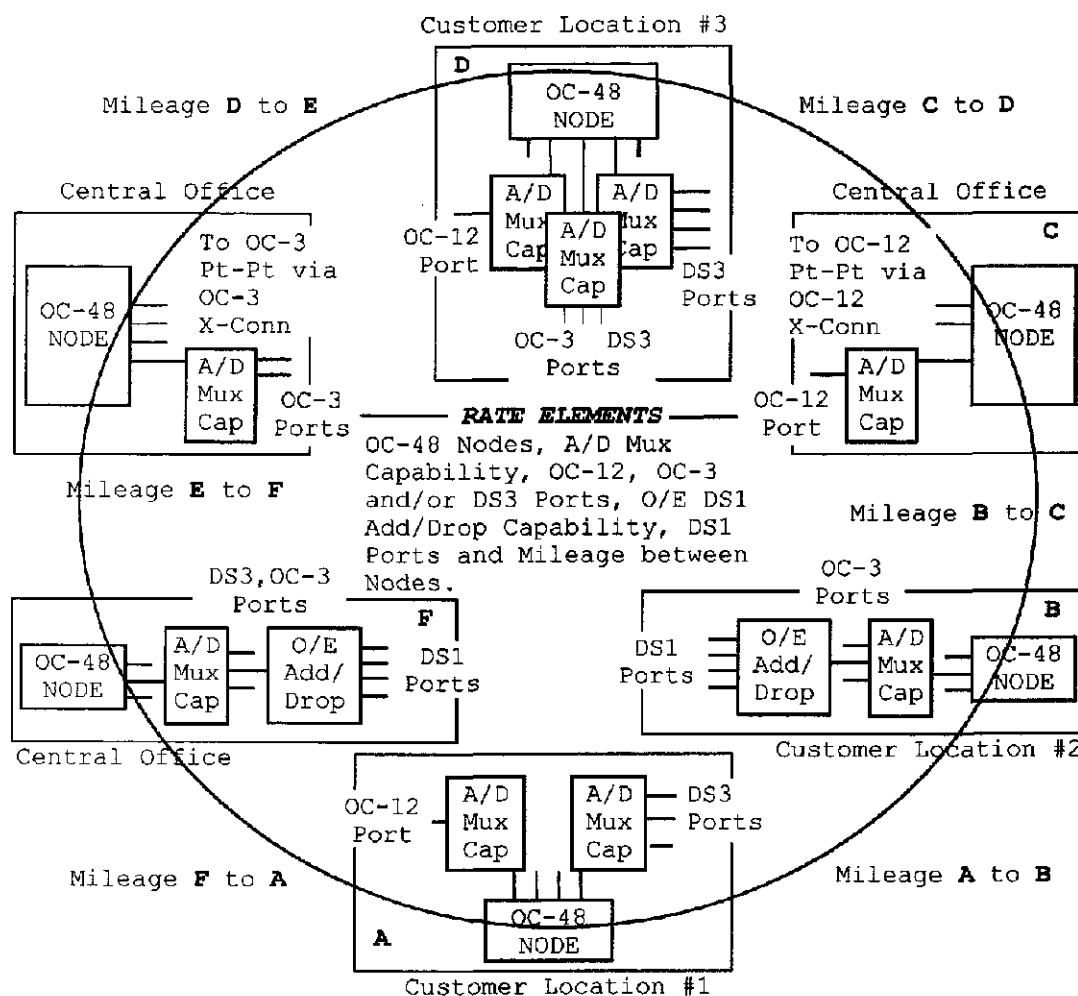 Customer Location #3
D
OC-48
NODE
Mileage D to E
Mileage C to D
A/D
Mux
Cap
A/D
Mux
Cap
A/D
Mux
Cap
OC-12
Port
DS3
Ports
OC-3 DS3
Ports
Central Office
To OC-3
Pt-Pt via
OC-3
X-Conn
OC-48
NODE
A/D
Mux
Cap
OC-3
Ports
Central Office
C
To OC-12
Pt-Pt via
OC-12
X-Conn
OC-48
NODE
A/D
Mux
Cap
OC-12
Port
RATE ELEMENTS
OC-48 Nodes, A/D Mux
Capability, OC-12, OC-3
and/or DS3 Ports, O/E DS1
Add/Drop Capability, DS1
Ports and Mileage between
Nodes.
Mileage E to F
Mileage B to C
DS3,OC-3
Ports
F
OC-48
NODE
A/D
Mux
Cap
O/E
Add/
Drop
DS1
Ports
Central Office
OC-3
Ports
B
DS1
Ports
O/E
Add/
Drop
A/D
Mux
Cap
OC-48
NODE
Customer Location #2
OC-12
Port
A/D
Mux
Cap
A/D
Mux
Cap
DS3
Ports
Mileage F to A
Mileage A to B
A
OC-48
NODE
Customer Location #1